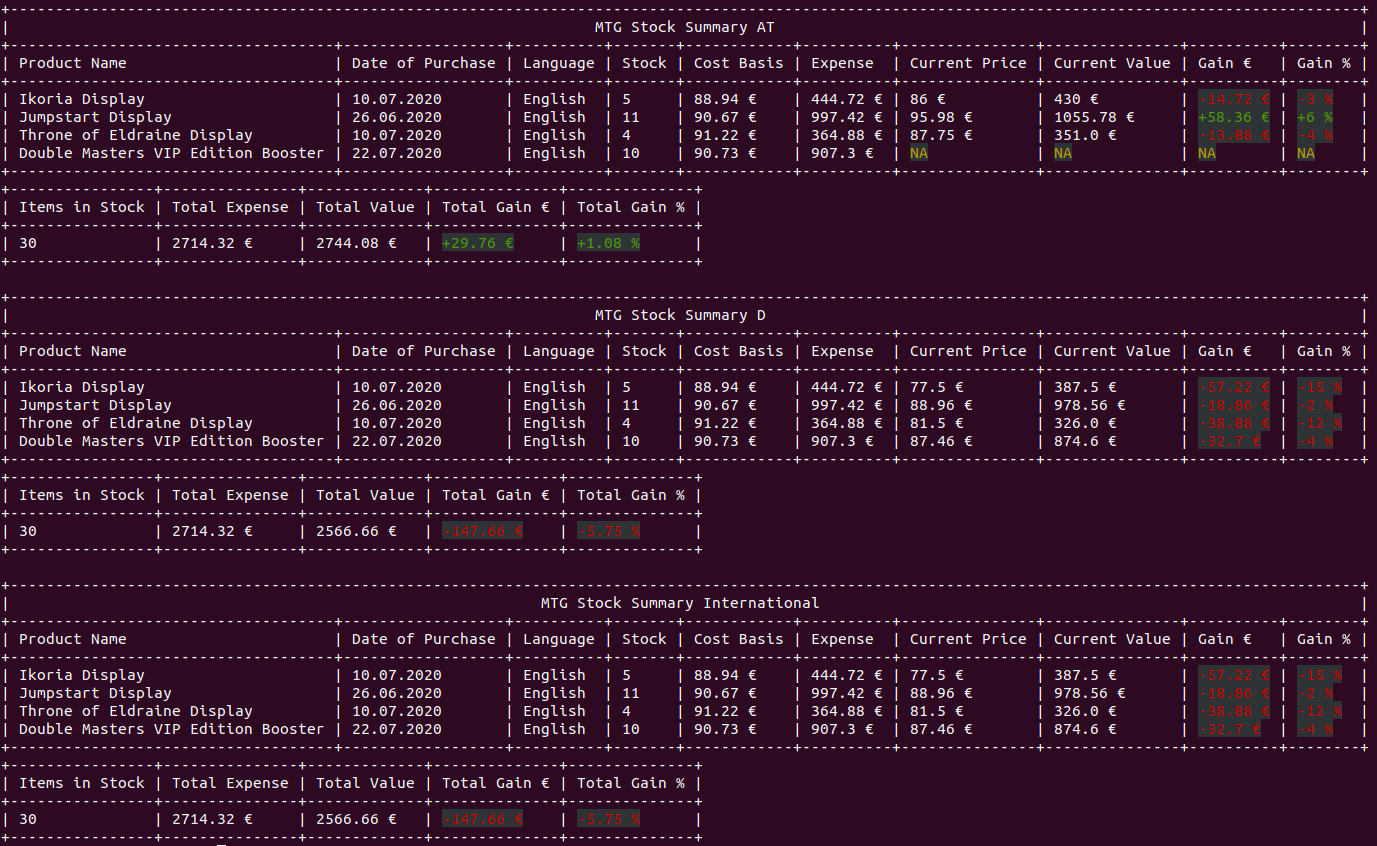 MTG Stock Summary AT
| Product Name | Date of Purchase | Language | Stock | Cost Basis | Expense | Current Price | Current Value | Gain € | Gain % |
| Ikoria Display | 10.07.2020 | English | 5 | 88.94 € | 444.72 € | 86 € | 430 € | -14.72 € | -3 % |
| Jumpstart Display | 26.06.2020 | English | 11 | 90.67 € | 997.42 € | 95.98 € | 1055.78 € | +58.36 € | +6 % |
| Throne of Eldraine Display | 10.07.2020 | English | 4 | 91.22 € | 364.88 € | 87.75 € | 351.0 € | -13.88 € | -4 % |
| Double Masters VIP Edition Booster | 22.07.2020 | English | 10 | 90.73 € | 907.3 € | NA | NA | NA | NA |
| Items in Stock | Total Expense | Total Value | Total Gain € | Total Gain % |
| 30 | 2714.32 € | 2744.08 € | +29.76 € | +1.08 % |
MTG Stock Summary D
| Product Name | Date of Purchase | Language | Stock | Cost Basis | Expense | Current Price | Current Value | Gain € | Gain % |
| Ikoria Display | 10.07.2020 | English | 5 | 88.94 € | 444.72 € | 77.5 € | 387.5 € | -57.22 € | -15 % |
| Jumpstart Display | 26.06.2020 | English | 11 | 90.67 € | 997.42 € | 88.96 € | 978.56 € | -18.86 € | -2 % |
| Throne of Eldraine Display | 10.07.2020 | English | 4 | 91.22 € | 364.88 € | 81.5 € | 326.0 € | -38.88 € | -12 % |
| Double Masters VIP Edition Booster | 22.07.2020 | English | 10 | 90.73 € | 907.3 € | 87.46 € | 874.6 € | -32.7 € | -4 % |
| Items in Stock | Total Expense | Total Value | Total Gain € | Total Gain % |
| 30 | 2714.32 € | 2566.66 € | -147.66 € | -5.75 % |
MTG Stock Summary International
| Product Name | Date of Purchase | Language | Stock | Cost Basis | Expense | Current Price | Current Value | Gain € | Gain % |
| Ikoria Display | 10.07.2020 | English | 5 | 88.94 € | 444.72 € | 77.5 € | 387.5 € | -57.22 € | -15 % |
| Jumpstart Display | 26.06.2020 | English | 11 | 90.67 € | 997.42 € | 88.96 € | 978.56 € | -18.86 € | -2 % |
| Throne of Eldraine Display | 10.07.2020 | English | 4 | 91.22 € | 364.88 € | 81.5 € | 326.0 € | -38.88 € | -12 % |
| Double Masters VIP Edition Booster | 22.07.2020 | English | 10 | 90.73 € | 907.3 € | 87.46 € | 874.6 € | -32.7 € | -4 % |
| Items in Stock | Total Expense | Total Value | Total Gain € | Total Gain % |
| 30 | 2714.32 € | 2566.66 € | -147.66 € | -5.75 % |